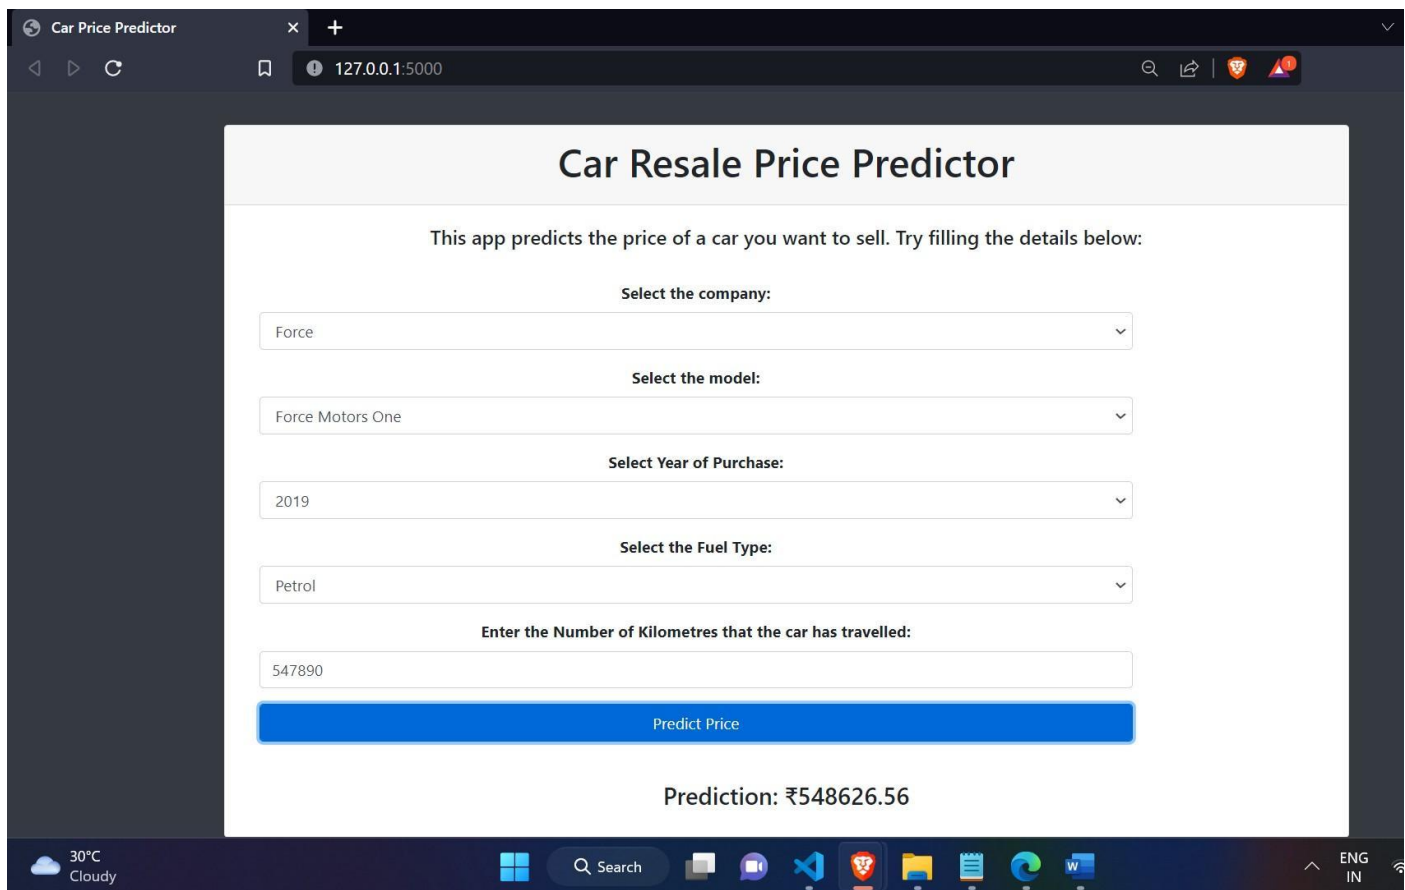 Car Price Predictor
127.0.0.1:5000
1
Car Resale Price Predictor
This app predicts the price of a car you want to sell. Try filling the details below:
Select the company:
Force
Select the model:
Force Motors One
Select Year of Purchase:
2019
Select the Fuel Type:
Petrol
Enter the Number of Kilometres that the car has travelled:
547890
Predict Price
Prediction: ₹548626.56
30°C
Cloudy
Search
W
ENG
IN